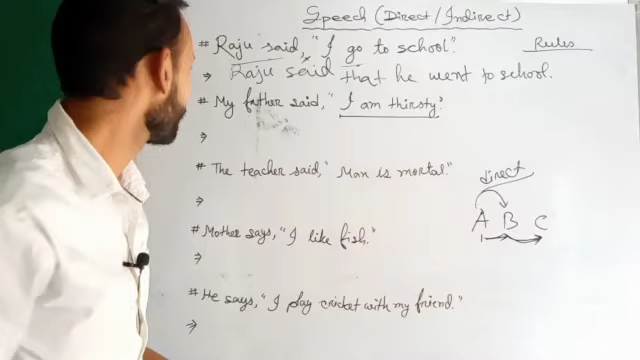 Speech (Direct / Indirect)
# Raju said, "I go to school".
Rules
⇒ Raju said that he went to school.
# My father said, "I am thirsty"
⇒
# The teacher said, "Man is mortal."
direct
⇒
A B C
# Mother says, "I like fish."
⇒
# He says, "I play cricket with my friend."
⇒